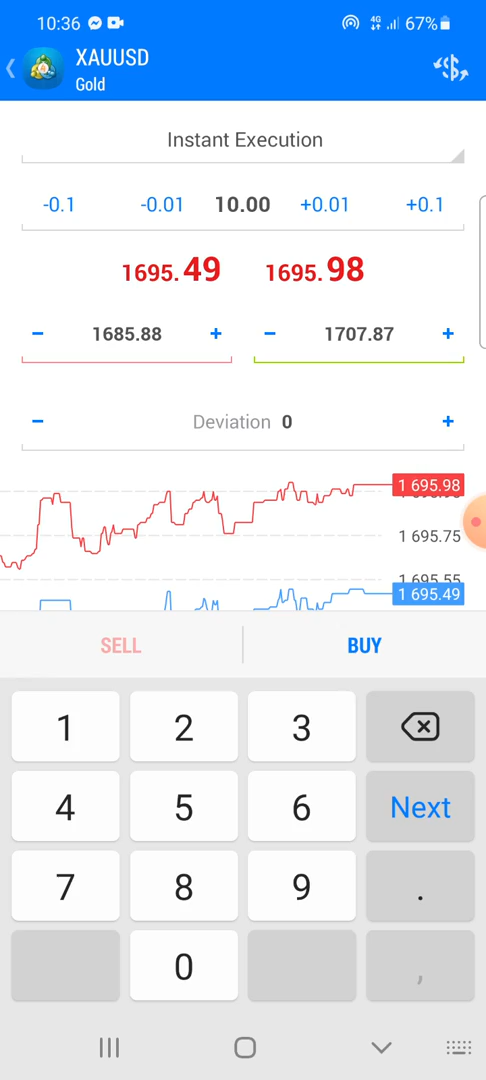 10:36 4G 67%
XAUUSD
Gold
Instant Execution
-0.1 -0.01 10.00 +0.01 +0.1
1695.49 1695.98
− 1685.88 + − 1707.87 +
− Deviation 0 +
1 695.98
1 695.75
1 695.55
1 695.49
SELL BUY
1 2 3
4 5 6 Next
7 8 9 .
0 ,